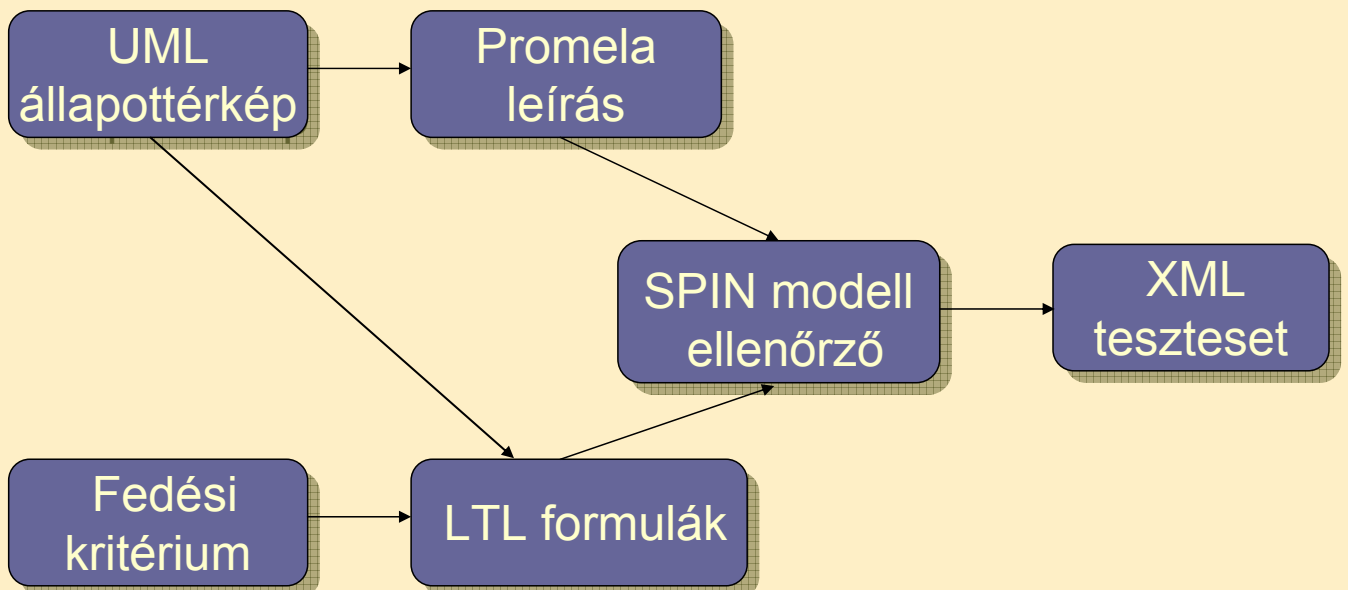 UML
állapottérkép
Promela
leírás
SPIN modell
ellenőrző
XML
teszteset
Fedési
kritérium
LTL formulák